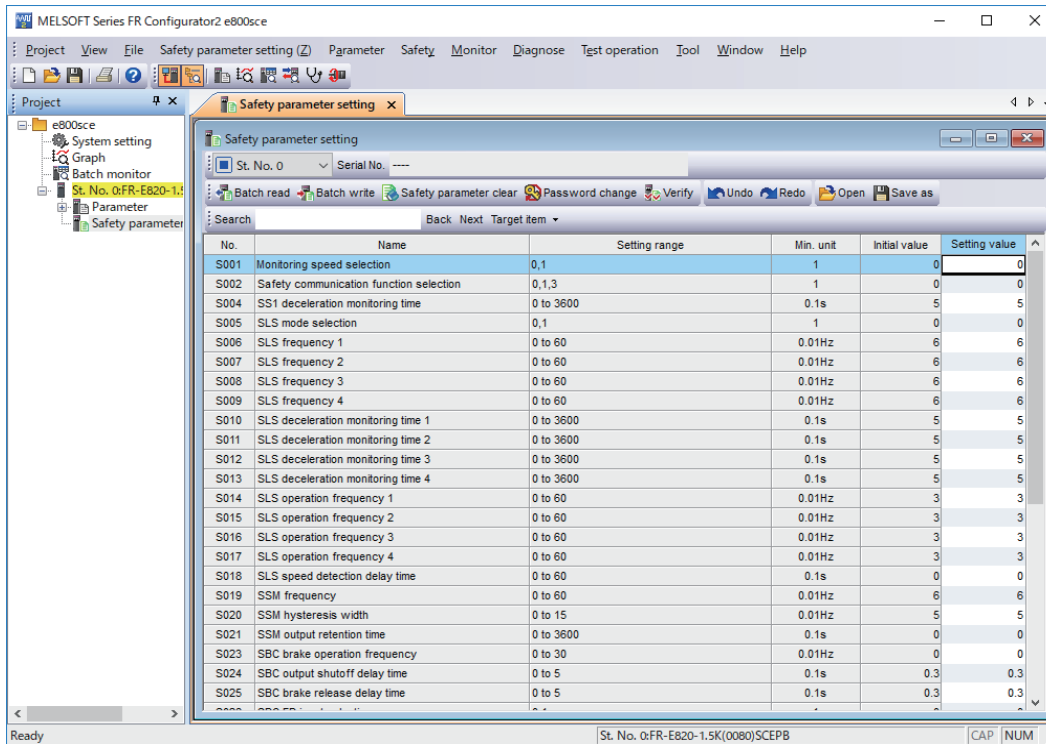 MELSOFT Series FR Configurator2 e800sce
Project View File Safety parameter setting (Z) Parameter Safety Monitor Diagnose Test operation Tool Window Help
Project
Safety parameter setting
e800sce
System setting
Graph
Batch monitor
St. No. 0:FR-E820-1.5
Parameter
Safety parameter
Safety parameter setting
St. No. 0 Serial No. ----
Batch read Batch write Safety parameter clear Password change Verify Undo Redo Open Save as
Search Back Next Target item
No. Name Setting range Min. unit Initial value Setting value
S001 Monitoring speed selection 0,1 1 0 0
S002 Safety communication function selection 0,1,3 1 0 0
S004 SS1 deceleration monitoring time 0 to 3600 0.1s 5 5
S005 SLS mode selection 0,1 1 0 0
S006 SLS frequency 1 0 to 60 0.01Hz 6 6
S007 SLS frequency 2 0 to 60 0.01Hz 6 6
S008 SLS frequency 3 0 to 60 0.01Hz 6 6
S009 SLS frequency 4 0 to 60 0.01Hz 6 6
S010 SLS deceleration monitoring time 1 0 to 3600 0.1s 5 5
S011 SLS deceleration monitoring time 2 0 to 3600 0.1s 5 5
S012 SLS deceleration monitoring time 3 0 to 3600 0.1s 5 5
S013 SLS deceleration monitoring time 4 0 to 3600 0.1s 5 5
S014 SLS operation frequency 1 0 to 60 0.01Hz 3 3
S015 SLS operation frequency 2 0 to 60 0.01Hz 3 3
S016 SLS operation frequency 3 0 to 60 0.01Hz 3 3
S017 SLS operation frequency 4 0 to 60 0.01Hz 3 3
S018 SLS speed detection delay time 0 to 60 0.1s 0 0
S019 SSM frequency 0 to 60 0.01Hz 6 6
S020 SSM hysteresis width 0 to 15 0.01Hz 5 5
S021 SSM output retention time 0 to 3600 0.1s 0 0
S023 SBC brake operation frequency 0 to 30 0.01Hz 0 0
S024 SBC output shutoff delay time 0 to 5 0.1s 0.3 0.3
S025 SBC brake release delay time 0 to 5 0.1s 0.3 0.3
Ready St. No. 0:FR-E820-1.5K(0080)SCEPB CAP NUM